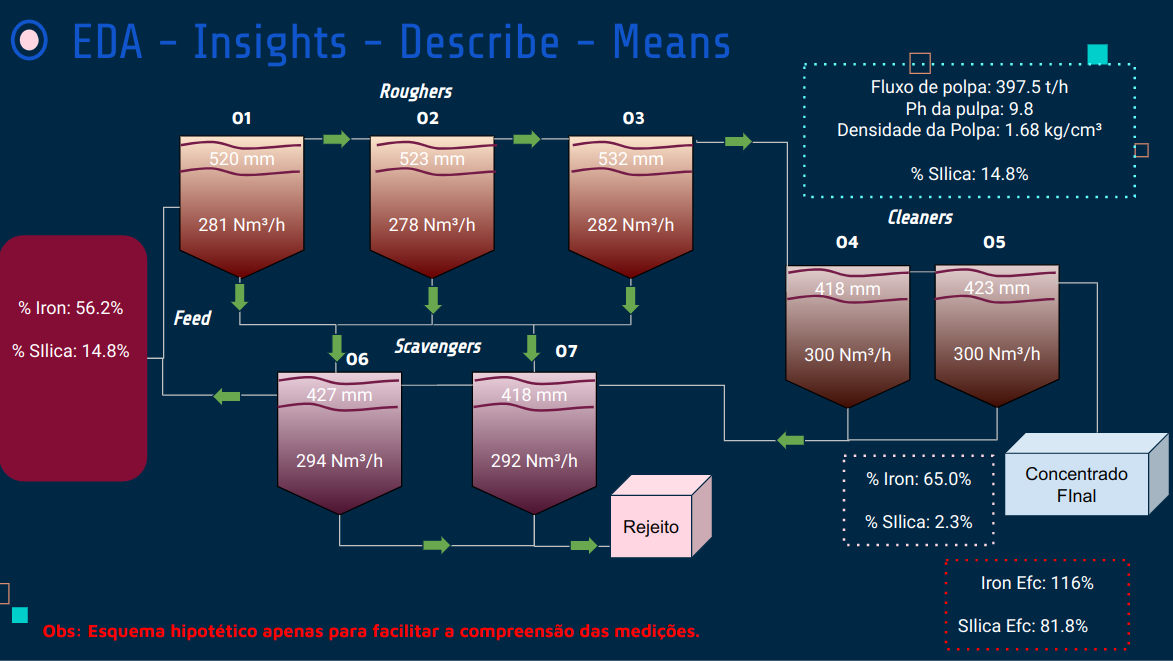 EDA – Insights – Describe – Means
Fluxo de polpa: 397.5 t/h
Ph da pulpa: 9.8
Densidade da Polpa: 1.68 kg/cm³
% SIlica: 14.8%
Roughers
01
02
03
520 mm
523 mm
532 mm
281 Nm³/h
278 Nm³/h
282 Nm³/h
Cleaners
04
05
418 mm
423 mm
300 Nm³/h
300 Nm³/h
% Iron: 56.2%
% SIlica: 14.8%
Feed
Scavengers
06
07
427 mm
418 mm
294 Nm³/h
292 Nm³/h
Rejeito
% Iron: 65.0%
% SIlica: 2.3%
Concentrado
FInal
Iron Efc: 116%
SIlica Efc: 81.8%
Obs: Esquema hipotético apenas para facilitar a compreensão das medições.